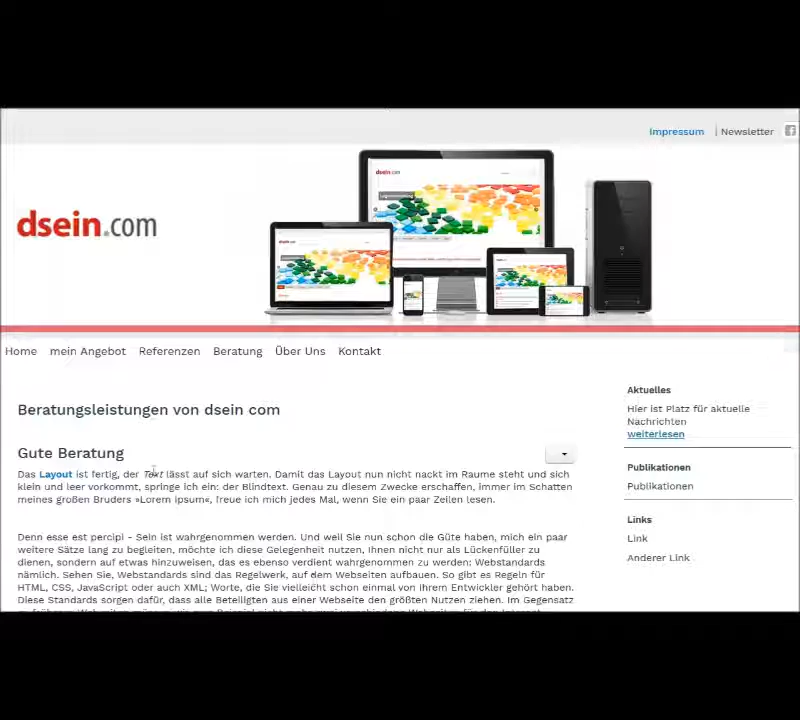 Impressum | Newsletter
dsein.com
dsein.com
dsein.com
Home mein Angebot Referenzen Beratung Über Uns Kontakt
Beratungsleistungen von dsein com
Gute Beratung
Das Layout ist fertig, der Text lässt auf sich warten. Damit das Layout nun nicht nackt im Raume steht und sich
klein und leer vorkommt, springe ich ein: der Blindtext. Genau zu diesem Zwecke erschaffen, immer im Schatten
meines großen Bruders »Lorem Ipsum«, freue ich mich jedes Mal, wenn Sie ein paar Zeilen lesen.
Denn esse est percipi - Sein ist wahrgenommen werden. Und weil Sie nun schon die Güte haben, mich ein paar
weitere Sätze lang zu begleiten, möchte ich diese Gelegenheit nutzen, Ihnen nicht nur als Lückenfüller zu
dienen, sondern auf etwas hinzuweisen, das es ebenso verdient wahrgenommen zu werden: Webstandards
nämlich. Sehen Sie, Webstandards sind das Regelwerk, auf dem Webseiten aufbauen. So gibt es Regeln für
HTML, CSS, JavaScript oder auch XML; Worte, die Sie vielleicht schon einmal von Ihrem Entwickler gehört haben.
Diese Standards sorgen dafür, dass alle Beteiligten aus einer Webseite den größten Nutzen ziehen. Im Gegensatz
Aktuelles
Hier ist Platz für aktuelle
Nachrichten
weiterlesen
Publikationen
Publikationen
Links
Link
Anderer Link